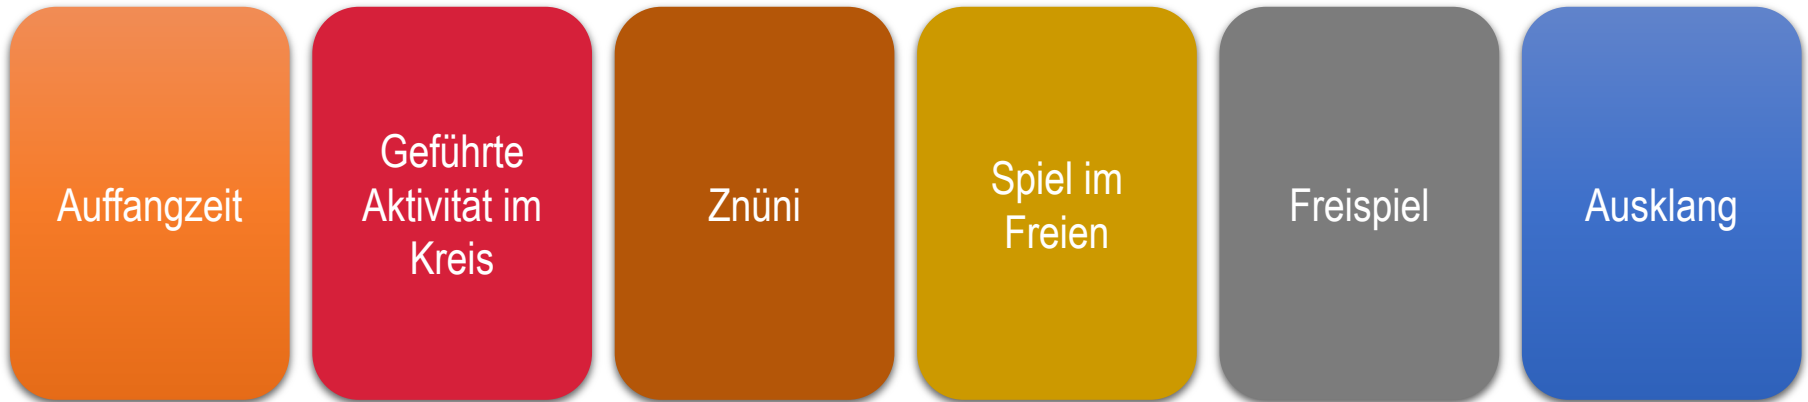 Auffangzeit
Geführte
Aktivität im
Kreis
Znüni
Spiel im
Freien
Freispiel
Ausklang